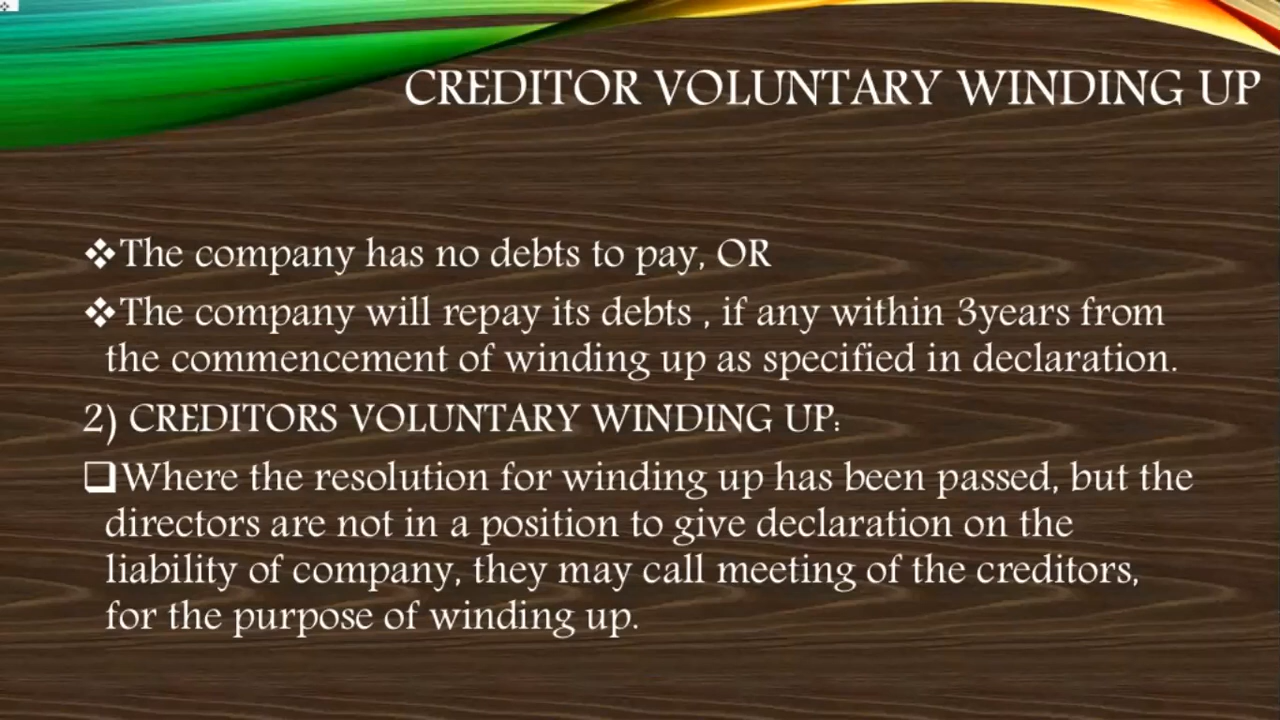 CREDITOR VOLUNTARY WINDING UP
❖The company has no debts to pay, OR
❖The company will repay its debts , if any within 3years from
the commencement of winding up as specified in declaration.
2) CREDITORS VOLUNTARY WINDING UP:
❑Where the resolution for winding up has been passed, but the
directors are not in a position to give declaration on the
liability of company, they may call meeting of the creditors,
for the purpose of winding up.